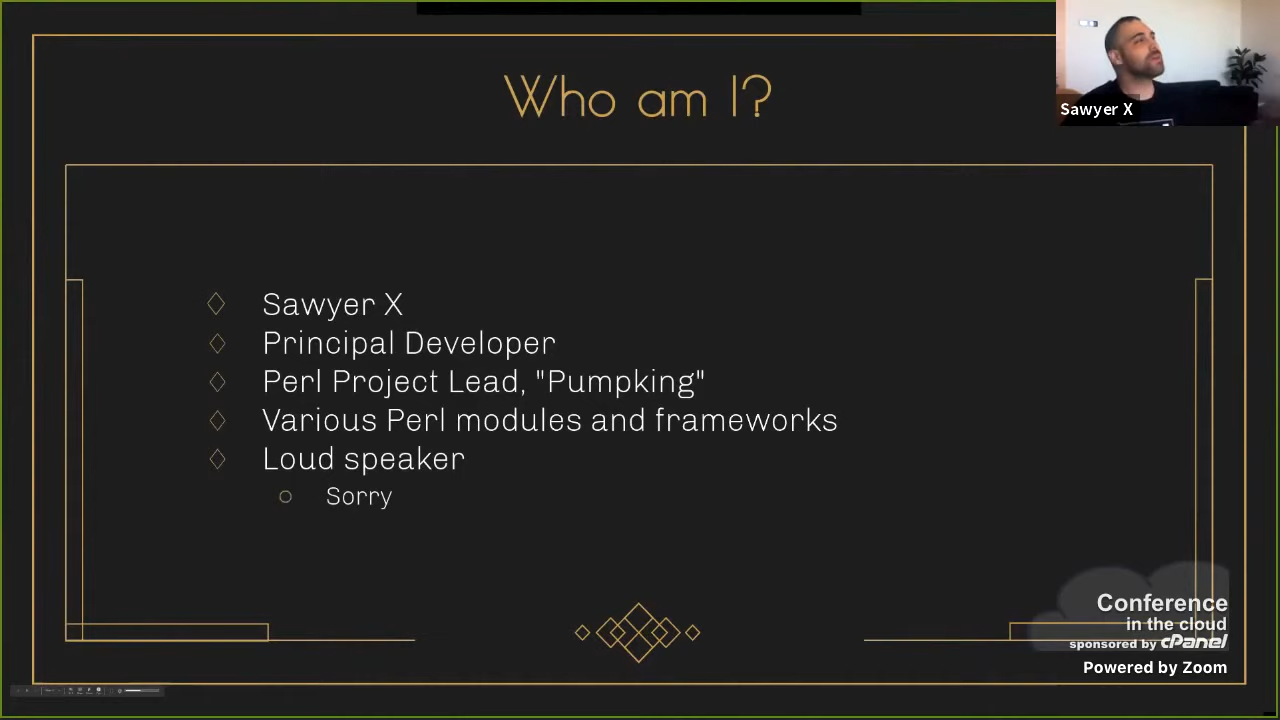 Who am I?
Sawyer X
Sawyer X
Principal Developer
Perl Project Lead, "Pumpking"
Various Perl modules and frameworks
Loud speaker
Sorry
Conference
in the cloud
sponsored by cPanel
Powered by Zoom